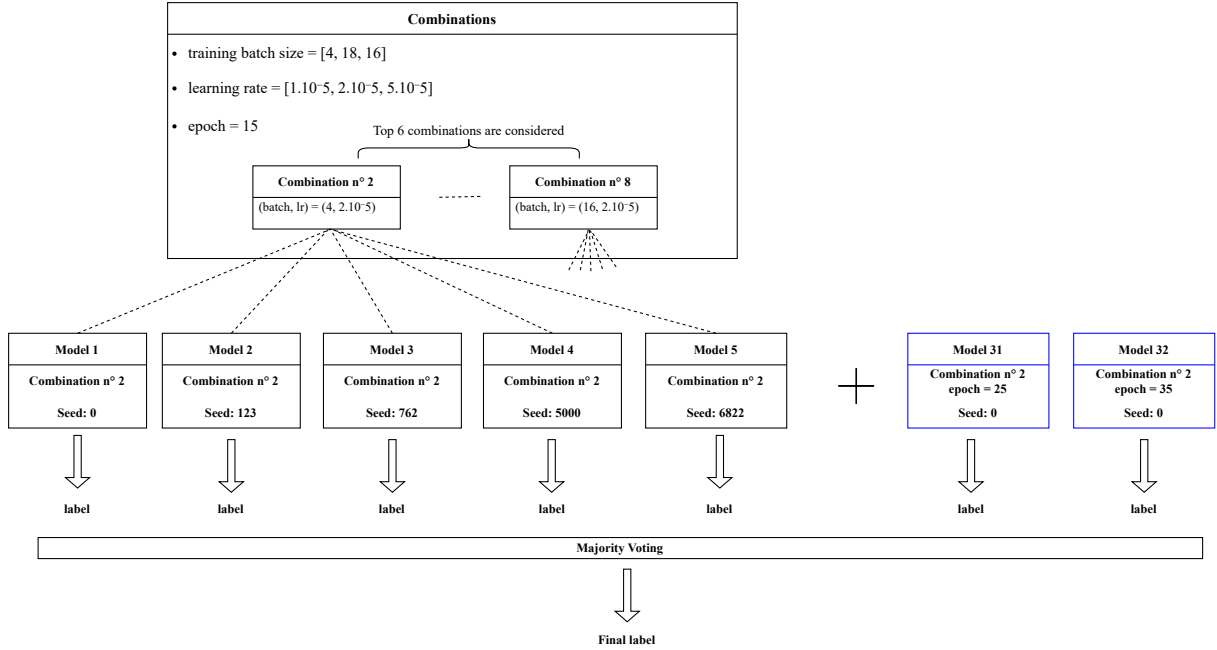 Combinations
• training batch size = [4, 18, 16]
• learning rate = [1.10⁻5, 2.10⁻5, 5.10⁻5]
• epoch = 15
Top 6 combinations are considered
Combination n° 2
(batch, lr) = (4, 2.10⁻5)
Combination n° 8
(batch, lr) = (16, 2.10⁻5)
Model 1
Combination n° 2
Seed: 0
label
Model 2
Combination n° 2
Seed: 123
label
Model 3
Combination n° 2
Seed: 762
label
Model 4
Combination n° 2
Seed: 5000
label
Model 5
Combination n° 2
Seed: 6822
label
Model 31
Combination n° 2
epoch = 25
Seed: 0
label
Model 32
Combination n° 2
epoch = 35
Seed: 0
label
Majority Voting
Final label